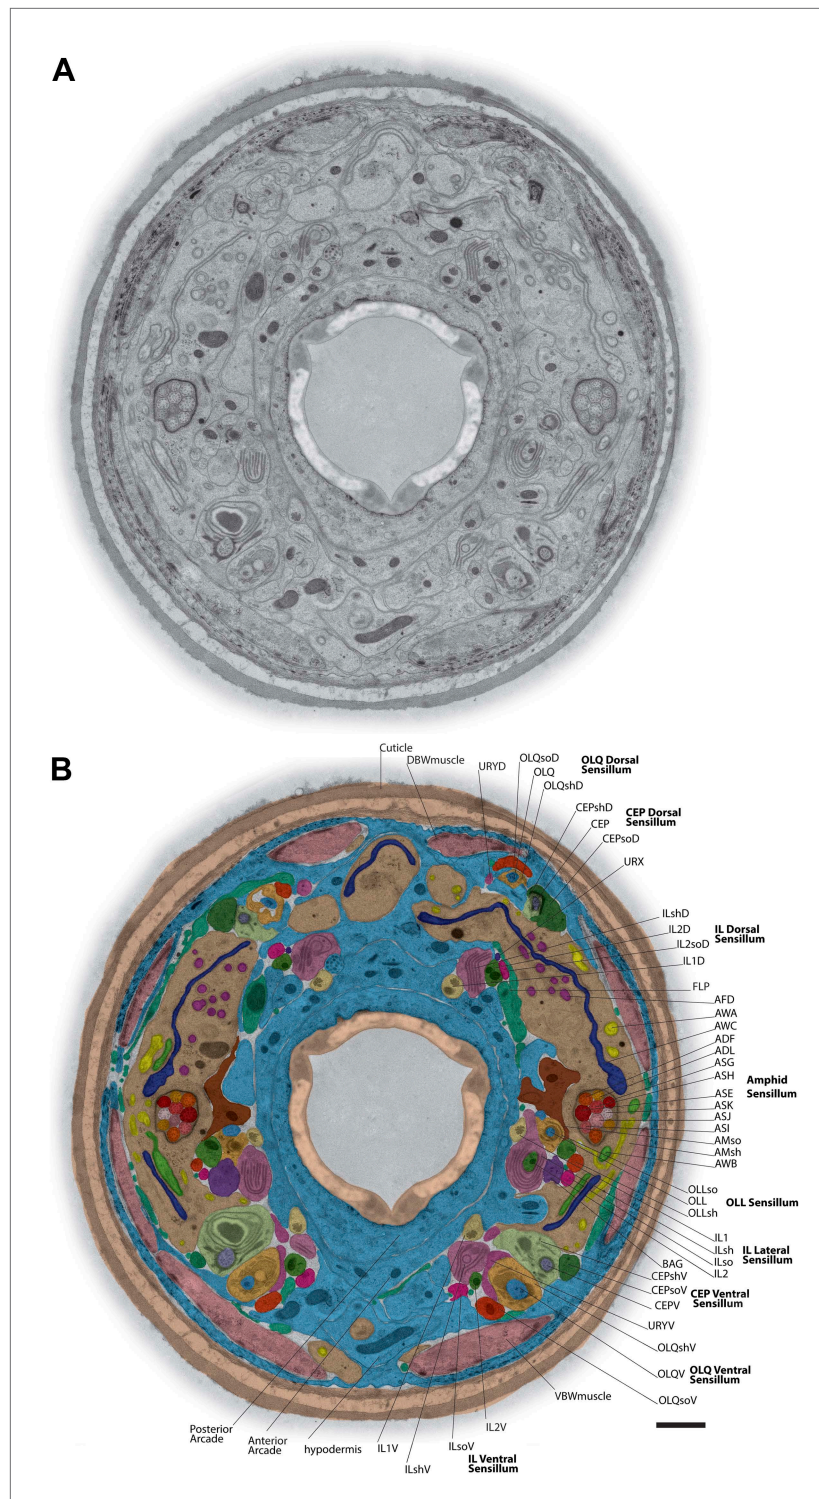 A
B
Cuticle
DBWmuscle
URYD
OLQsoD
OLQ
OLQshD
OLQ Dorsal
Sensillum
CEPshD
CEP
CEPsoD
CEP Dorsal
Sensillum
URX
ILshD
IL2D
IL2soD
IL1D
IL Dorsal
Sensillum
FLP
AFD
AWA
AWC
ADF
ADL
ASG
ASH
ASE
ASK
ASJ
ASI
AMso
AMsh
AWB
Amphid
Sensillum
OLLso
OLL
OLLsh
OLL Sensillum
IL1
ILsh
ILso
IL2
IL Lateral
Sensillum
BAG
CEPshV
CEPsoV
CEPV
CEP Ventral
Sensillum
URYV
OLQshV
OLQV
OLQsoV
OLQ Ventral
Sensillum
VBWmuscle
Posterior
Arcade
Anterior
Arcade
hypodermis
IL1V
ILshV
ILsoV
IL2V
IL Ventral
Sensillum